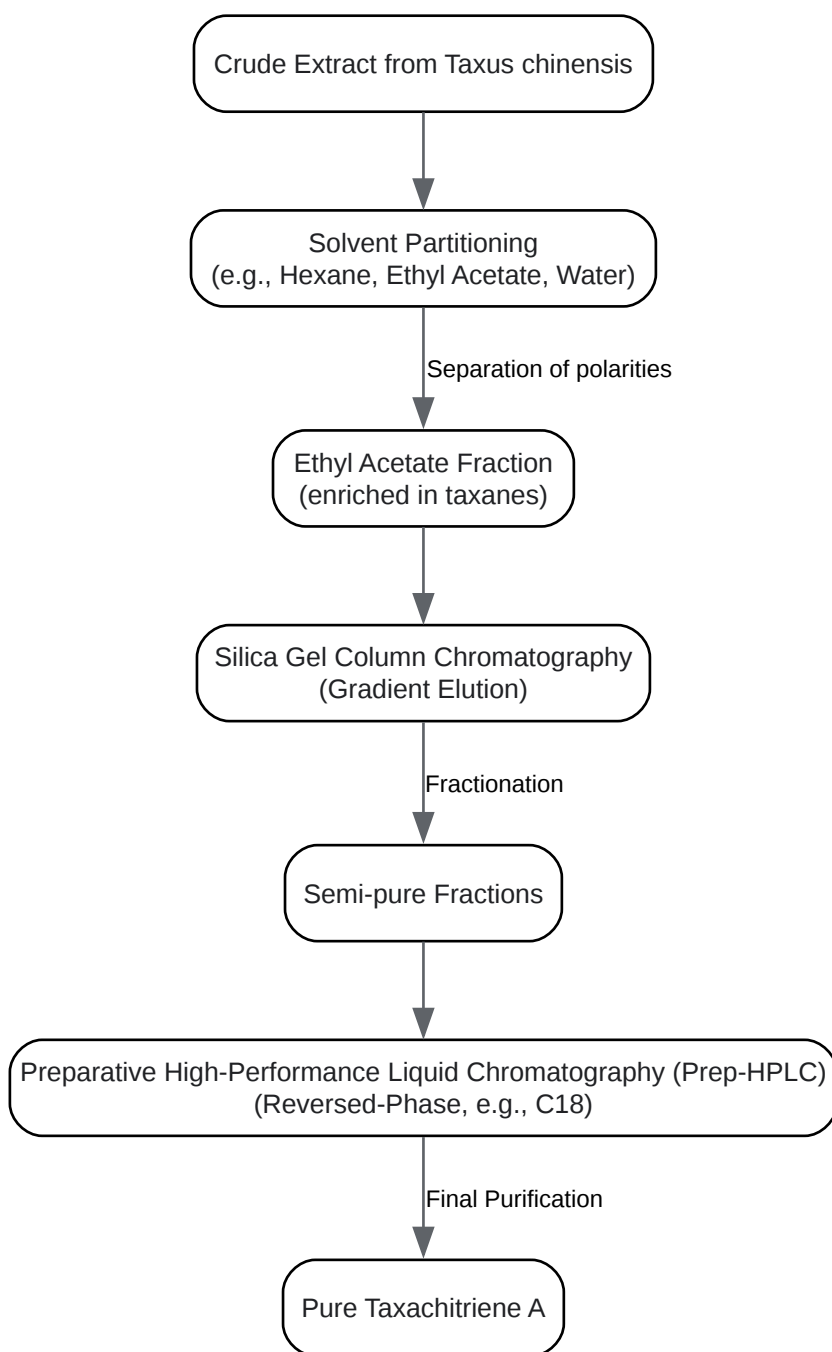 Crude Extract from Taxus chinensis
Solvent Partitioning
(e.g., Hexane, Ethyl Acetate, Water)
Separation of polarities
Ethyl Acetate Fraction
(enriched in taxanes)
Silica Gel Column Chromatography
(Gradient Elution)
Fractionation
Semi-pure Fractions
Preparative High-Performance Liquid Chromatography (Prep-HPLC)
(Reversed-Phase, e.g., C18)
Final Purification
Pure Taxachitriene A